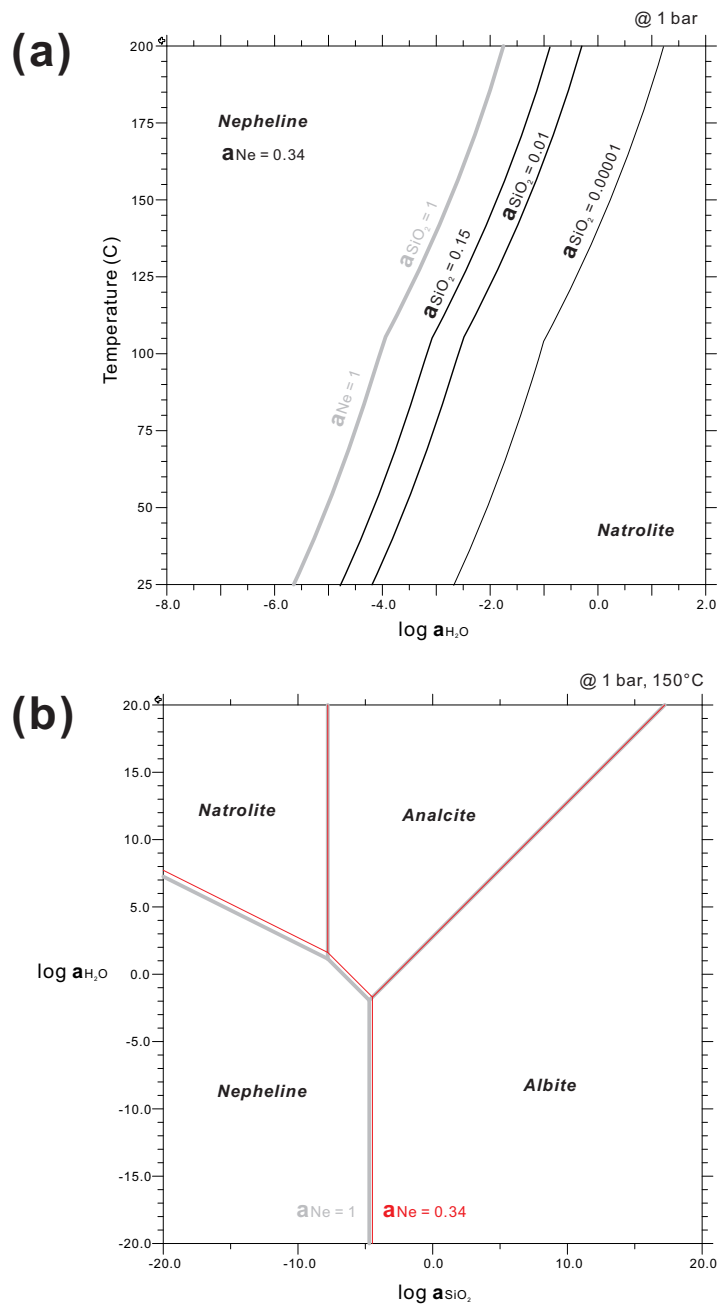 (a)
@ 1 bar
200
175
150
125
100
75
50
25
Temperature (C)
Nepheline
aNe = 0.34
aSiO₂ = 1
aNe = 1
aSiO₂ = 0.15
aSiO₂ = 0.01
aSiO₂ = 0.00001
Natrolite
-8.0 -6.0 -4.0 -2.0 0.0 2.0
log aH₂O
(b)
@ 1 bar, 150°C
20.0
15.0
10.0
5.0
0.0
-5.0
-10.0
-15.0
-20.0
log aH₂O
Natrolite
Analcite
Nepheline
Albite
aNe = 1
aNe = 0.34
-20.0 -10.0 0.0 10.0 20.0
log aSiO₂